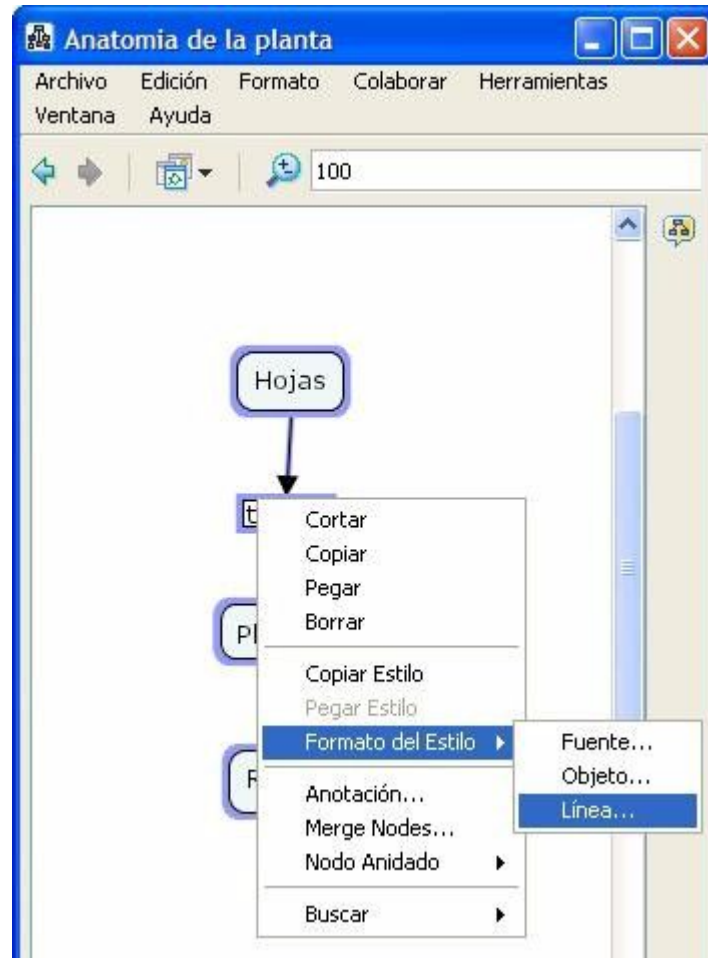 Anatomia de la planta
Archivo Edición Formato Colaborar Herramientas
Ventana Ayuda
100
Hojas
Cortar
Copiar
Pegar
Borrar
Copiar Estilo
Pegar Estilo
Formato del Estilo
Fuente...
Objeto...
Línea...
Anotación...
Merge Nodes...
Nodo Anidado
Buscar